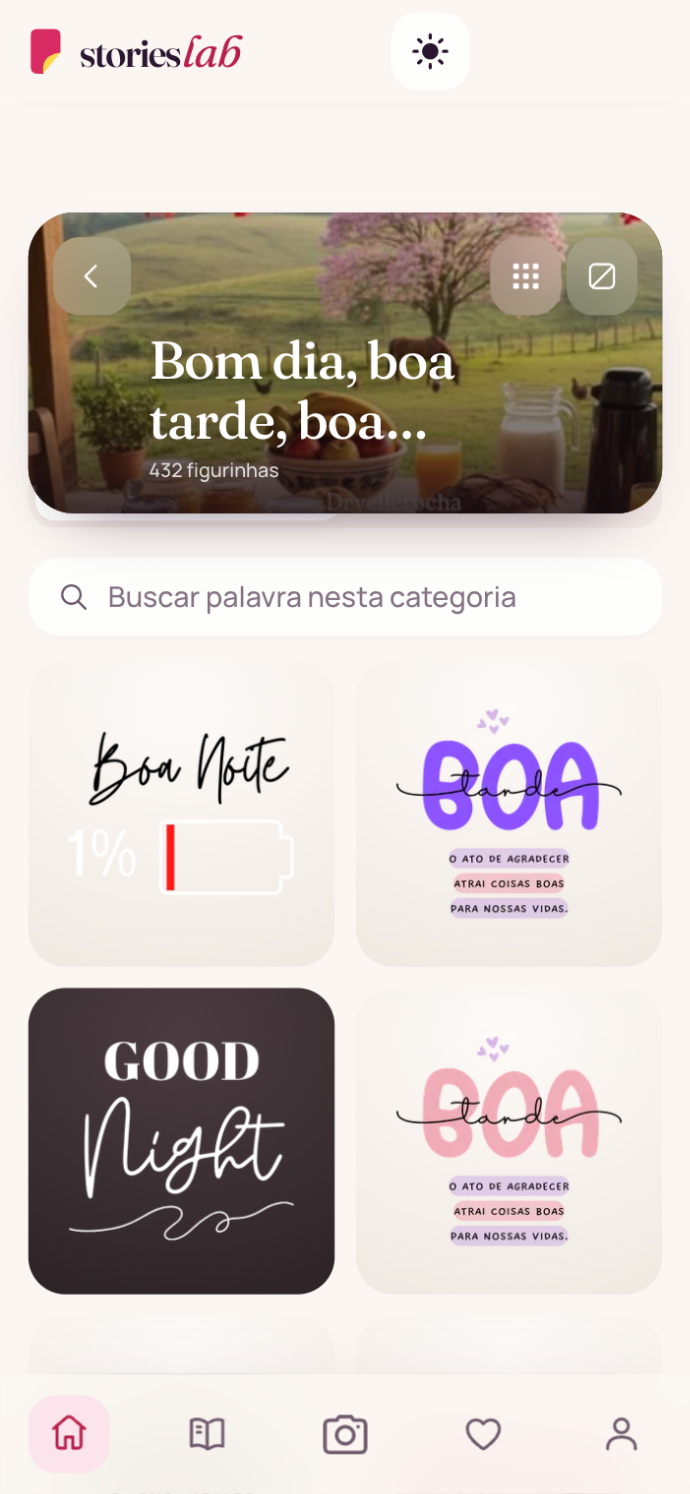 storieslab
Bom dia, boa
tarde, boa...
432 figurinhas
Dryellerocha
Buscar palavra nesta categoria
Boa Noite
1%
BOA
tarde
O ATO DE AGRADECER
ATRAI COISAS BOAS
PARA NOSSAS VIDAS.
GOOD
Night
BOA
tarde
O ATO DE AGRADECER
ATRAI COISAS BOAS
PARA NOSSAS VIDAS.